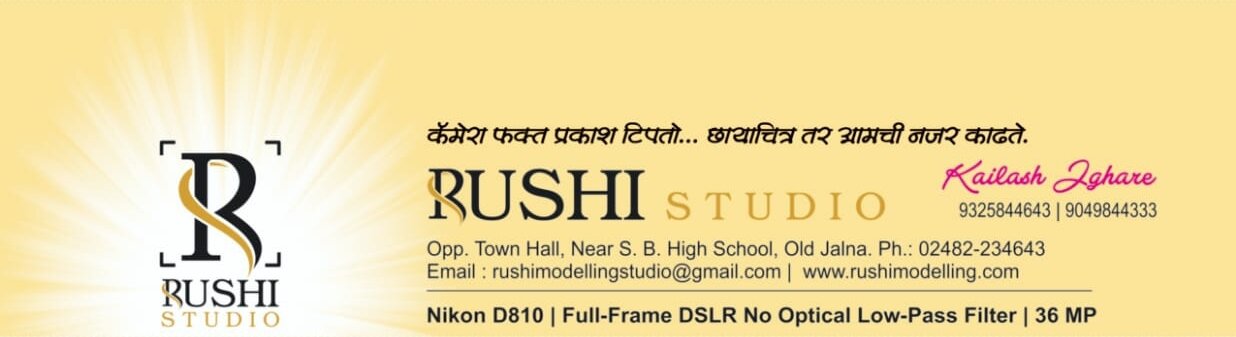 R
RUSHI
STUDIO
कॅमेरा फक्त प्रकाश टिपतो... छायाचित्र तर आमची नजर काढते.
RUSHI STUDIO
Kailash Ighare
9325844643 | 9049844333
Opp. Town Hall, Near S. B. High School, Old Jalna. Ph.: 02482-234643
Email : rushimodellingstudio@gmail.com | www.rushimodelling.com
Nikon D810 | Full-Frame DSLR No Optical Low-Pass Filter | 36 MP